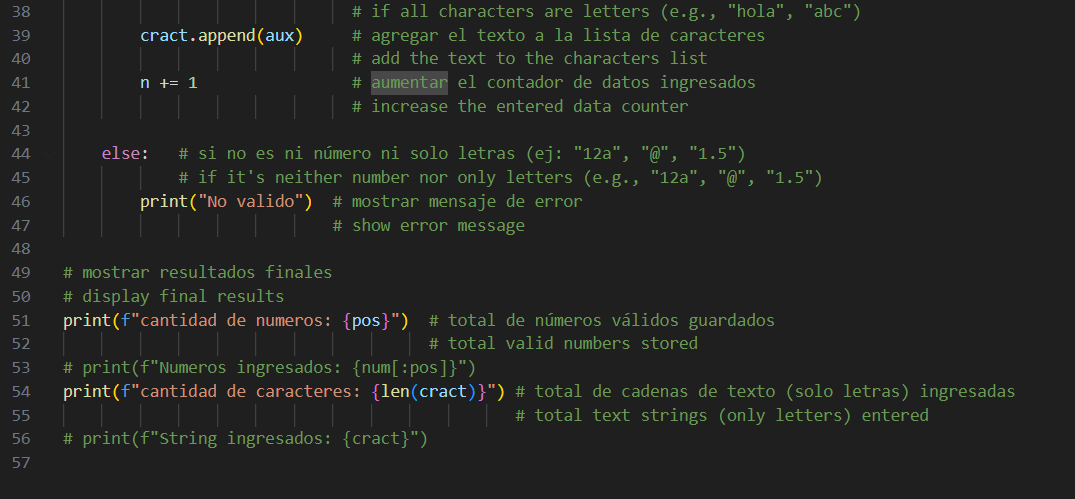 38 # if all characters are letters (e.g., "hola", "abc")
39 cract.append(aux) # agregar el texto a la lista de caracteres
40 # add the text to the characters list
41 n += 1 # aumentar el contador de datos ingresados
42 # increase the entered data counter
43
44 else: # si no es ni número ni solo letras (ej: "12a", "@", "1.5")
45 # if it's neither number nor only letters (e.g., "12a", "@", "1.5")
46 print("No valido") # mostrar mensaje de error
47 # show error message
48
49 # mostrar resultados finales
50 # display final results
51 print(f"cantidad de numeros: {pos}") # total de números válidos guardados
52 # total valid numbers stored
53 # print(f"Numeros ingresados: {num[:pos]}")
54 print(f"cantidad de caracteres: {len(cract)}") # total de cadenas de texto (solo letras) ingresadas
55 # total text strings (only letters) entered
56 # print(f"String ingresados: {cract}")
57